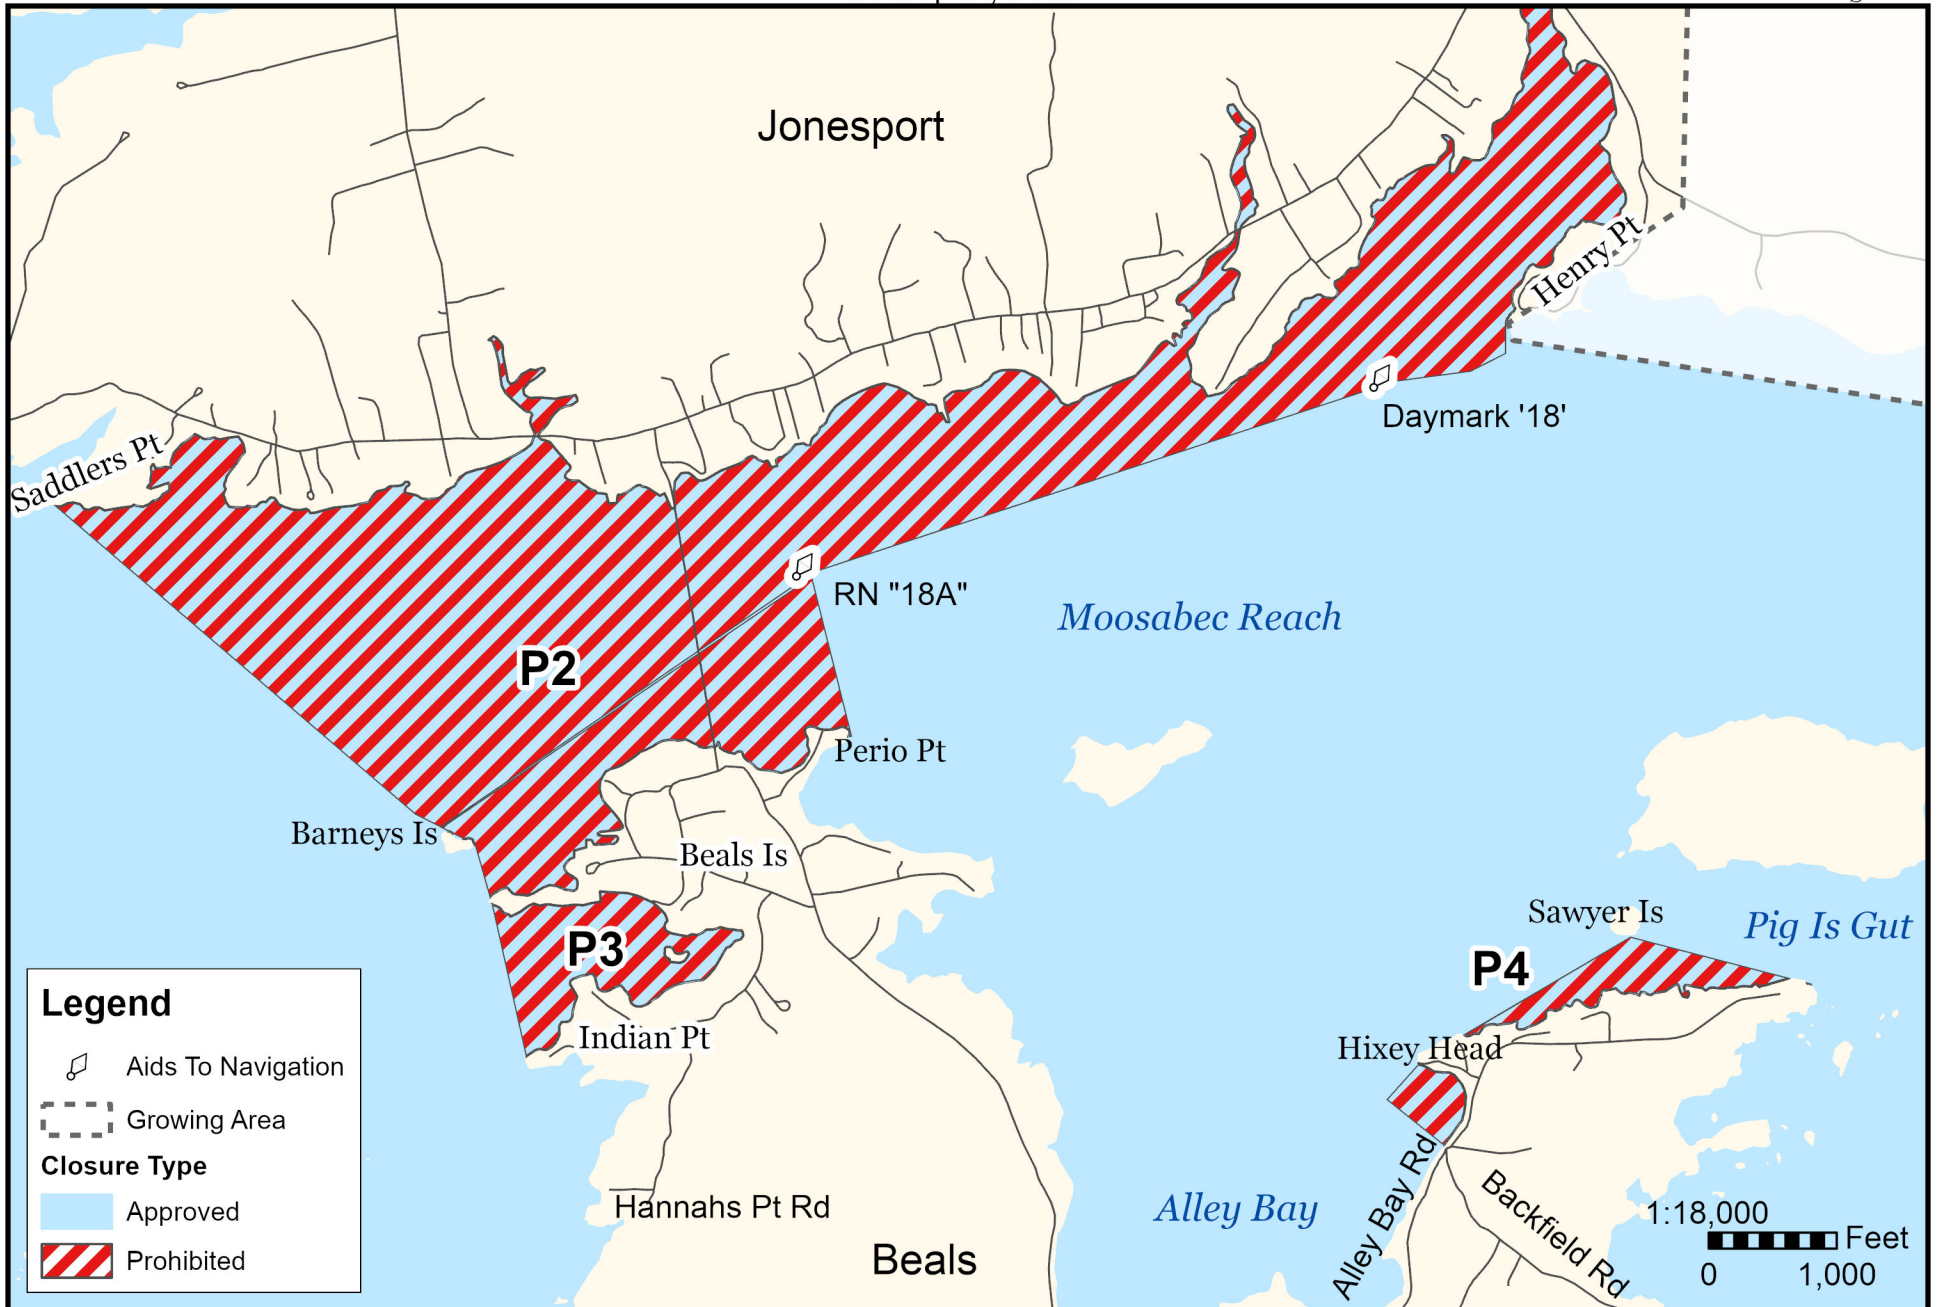 Jonesport
Henry Pt
Daymark '18'
Saddlers Pt
RN "18A"
Moosabec Reach
P2
Perio Pt
Barneys Is
Beals Is
Sawyer Is
Pig Is Gut
P3
P4
Indian Pt
Hixey Head
Hannahs Pt Rd
Alley Bay
Alley Bay Rd
Backfield Rd
Beals
Legend
Aids To Navigation
Growing Area
Closure Type
Approved
Prohibited
1:18,000
Feet
0 1,000